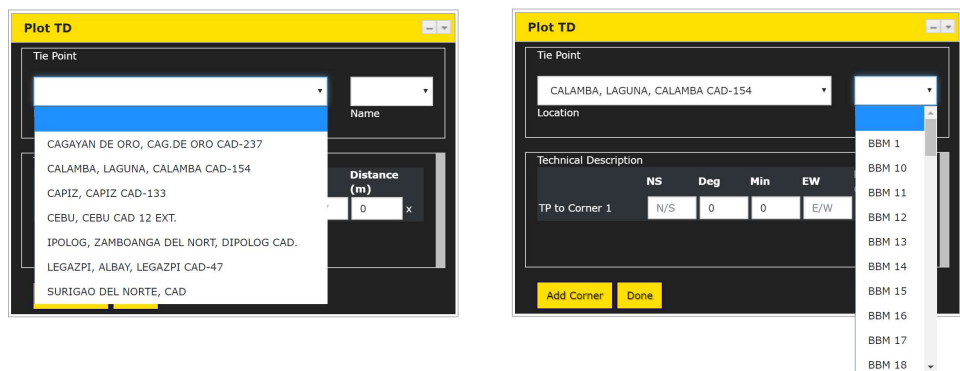 Plot TD
Tie Point
Name
CAGAYAN DE ORO, CAG.DE ORO CAD-237
CALAMBA, LAGUNA, CALAMBA CAD-154
CAPIZ, CAPIZ CAD-133
CEBU, CEBU CAD 12 EXT.
IPOLOG, ZAMBOANGA DEL NORT, DIPOLOG CAD.
LEGAZPI, ALBAY, LEGAZPI CAD-47
SURIGAO DEL NORTE, CAD
Distance
(m)
0 x
Plot TD
Tie Point
CALAMBA, LAGUNA, CALAMBA CAD-154
Location
Technical Description
NS Deg Min EW
TP to Corner 1 N/S 0 0 E/W
Add Corner Done
BBM 1
BBM 10
BBM 11
BBM 12
BBM 13
BBM 14
BBM 15
BBM 16
BBM 17
BBM 18